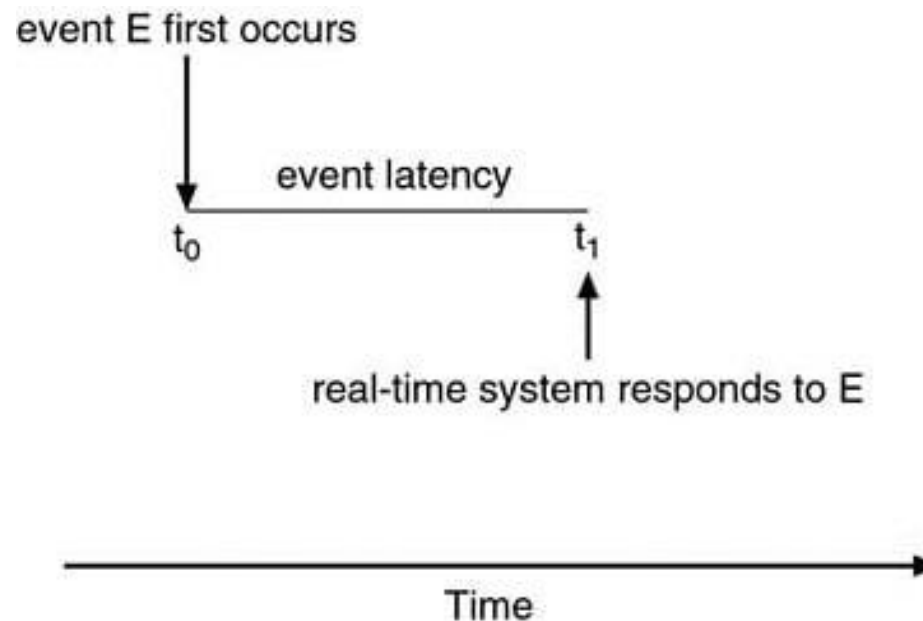 event E first occurs
event latency
t₀
t₁
real-time system responds to E
Time